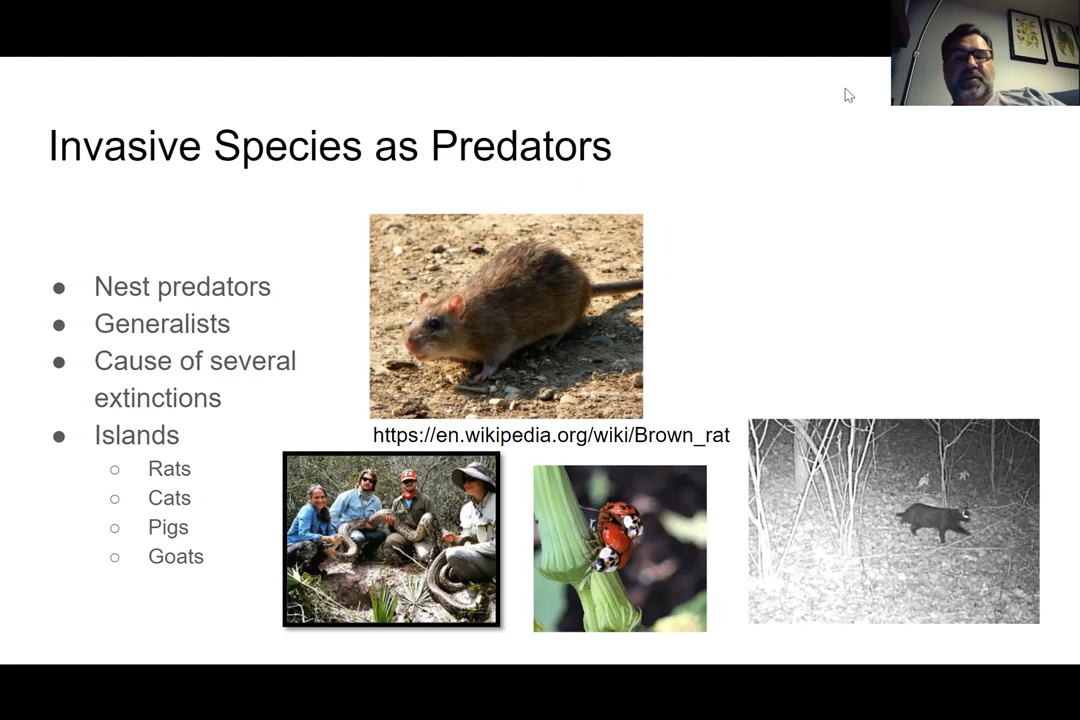 Invasive Species as Predators
● Nest predators
● Generalists
● Cause of several
extinctions
● Islands
○ Rats
○ Cats
○ Pigs
○ Goats
https://en.wikipedia.org/wiki/Brown_rat